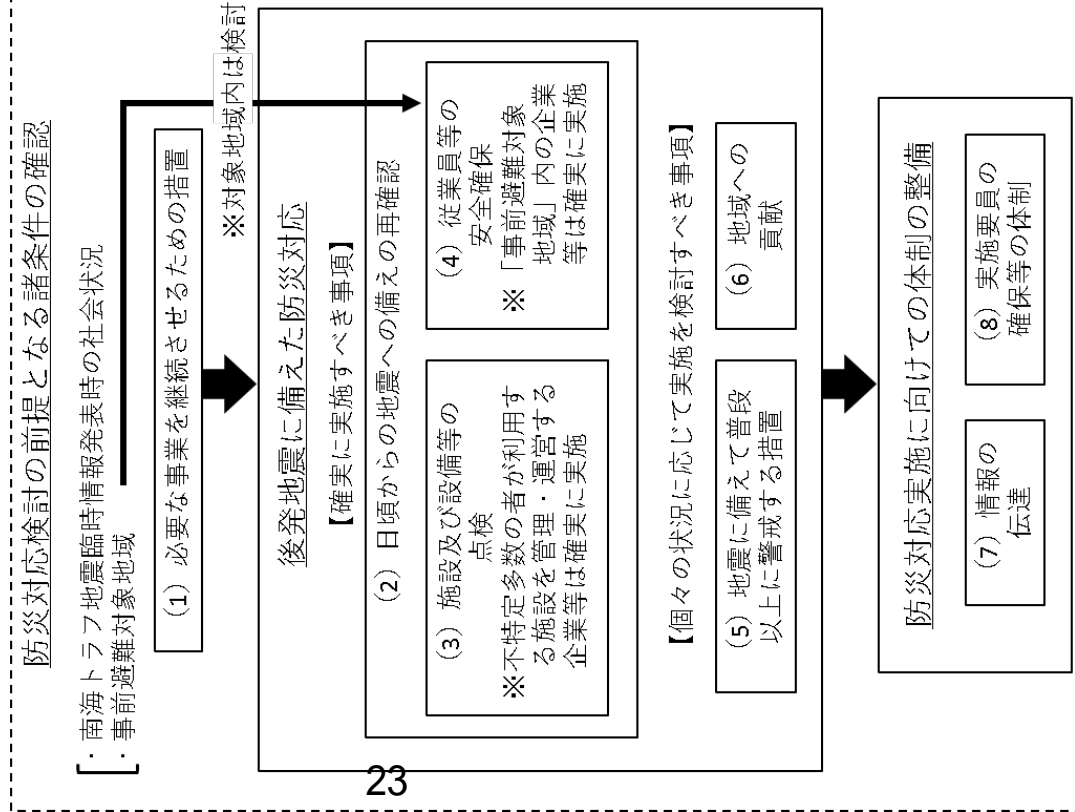 防災対応検討の前提となる諸条件の確認
・南海トラフ地震臨時情報発表時の社会状況
・事前避難対象地域
(1) 必要な事業を継続させるための措置
※対象地域内は検討
後発地震に備えた防災対応
【確実に実施すべき事項】
(2) 日頃からの地震への備えの再確認
(3) 施設及び設備等の
点検
※不特定多数の者が利用す
る施設を管理・運営する
企業等は確実に実施
(4) 従業員等の
安全確保
※「事前避難対象
地域」内の企業
等は確実に実施
【個々の状況に応じて実施を検討すべき事項】
(5) 地震に備えて普段
以上に警戒する措置
(6) 地域への
貢献
防災対応実施に向けての体制の整備
(7) 情報の
伝達
(8) 実施要員の
確保等の体制
23